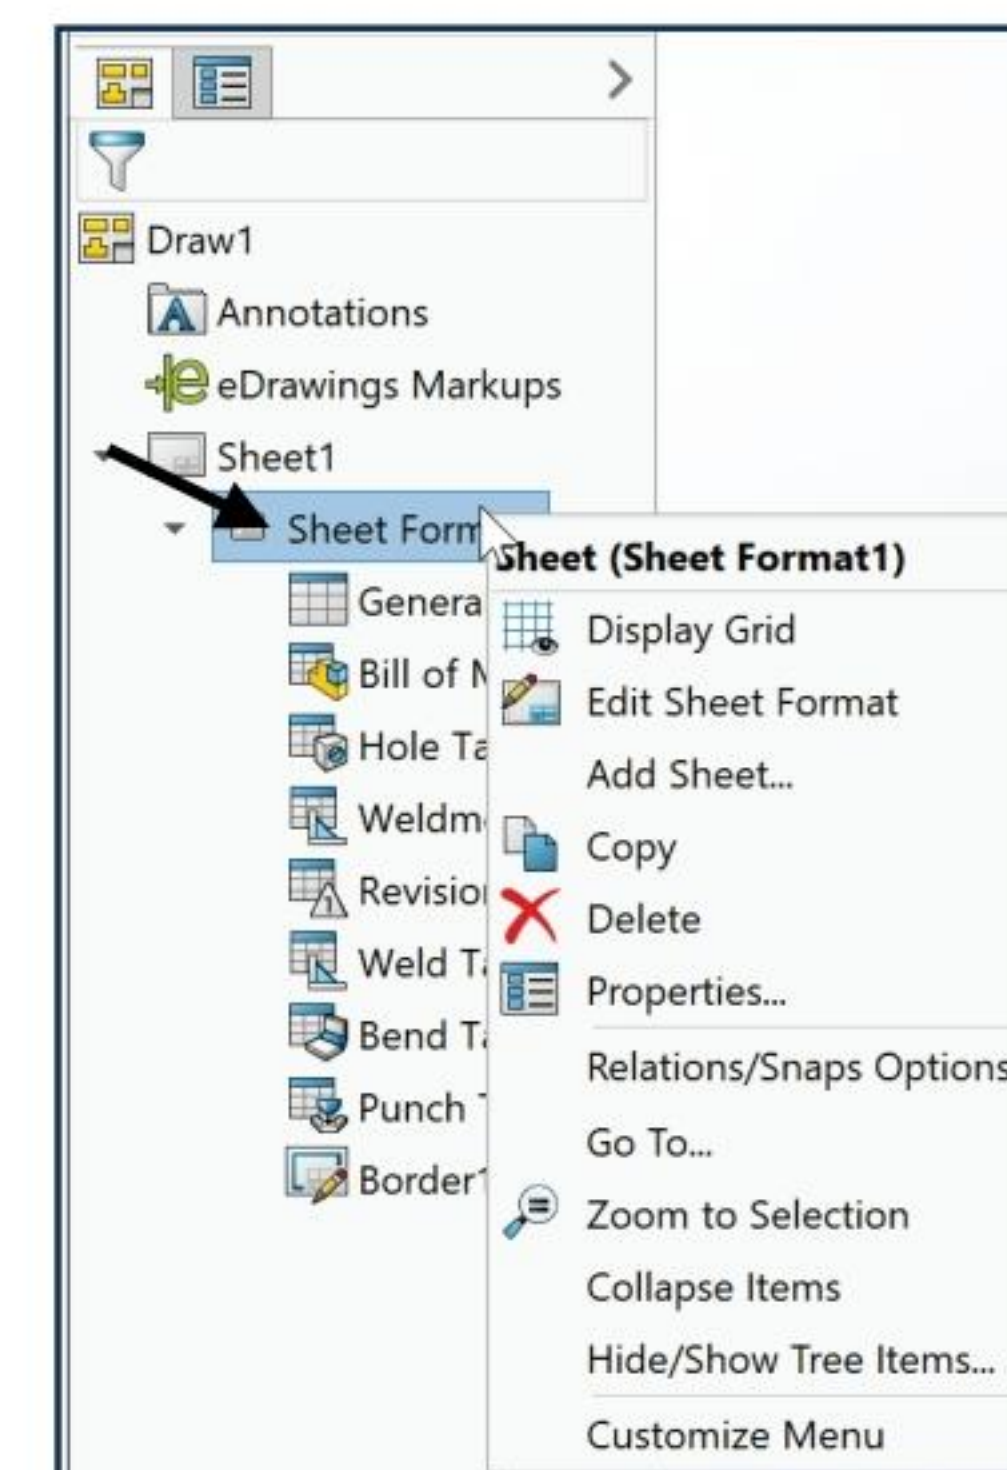 Draw1
Annotations
eDrawings Markups
Sheet1
Sheet Form
Sheet (Sheet Format1)
Genera
Display Grid
Bill of M
Edit Sheet Format
Hole Ta
Add Sheet...
Weldm
Copy
Revisio
Delete
Weld Ta
Properties...
Bend Ta
Relations/Snaps Options
Punch
Go To...
Border1
Zoom to Selection
Collapse Items
Hide/Show Tree Items...
Customize Menu